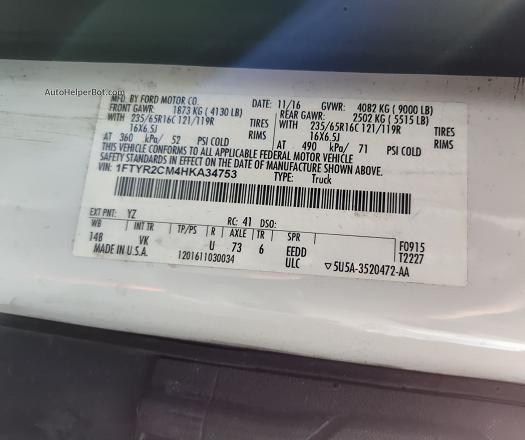 AutoHelperBot.com
MFD. BY FORD MOTOR CO. DATE: 11/16 GVWR: 4082 KG ( 9000 LB)
FRONT GAWR: 1873 KG ( 4130 LB) REAR GAWR: 2502 KG ( 5515 LB)
WITH 235/65R16C 121/119R TIRES WITH 235/65R16C 121/119R TIRES
16X6.5J RIMS 16X6.5J RIMS
AT 360 kPa/ 52 PSI COLD AT 490 kPa/ 71 PSI COLD
THIS VEHICLE CONFORMS TO ALL APPLICABLE FEDERAL MOTOR VEHICLE
SAFETY STANDARDS IN EFFECT ON THE DATE OF MANUFACTURE SHOWN ABOVE.
VIN: 1FTYR2CM4HKA34753 TYPE: Truck
EXT PNT: YZ RC: 41 DSO:
WB INT TR TP/PS R AXLE TR SPR
148 VK U 73 6 EEDD
MADE IN U.S.A. 1201611030034 ULC
F0915
T2227
▽5U5A-3520472-AA